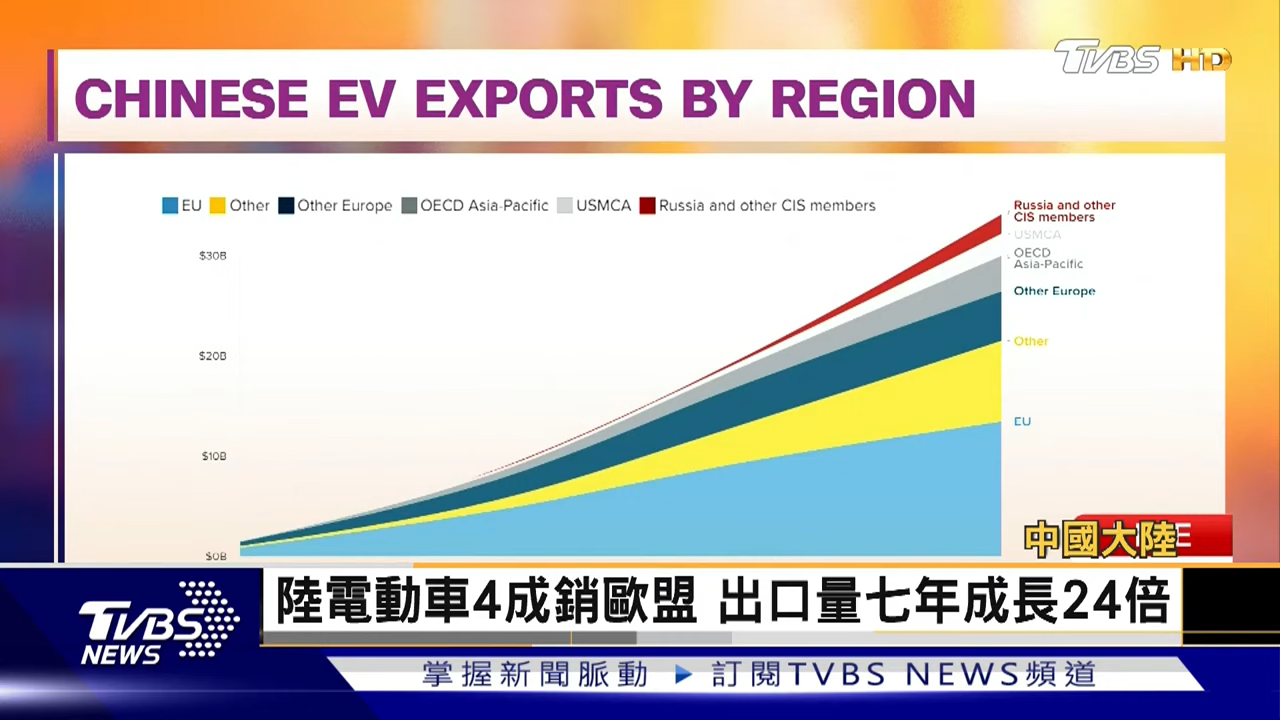 TVBS HD
CHINESE EV EXPORTS BY REGION
EU Other Other Europe OECD Asia-Pacific USMCA Russia and other CIS members
$30B
$20B
$10B
$0B
Russia and other
CIS members
USMCA
OECD
Asia-Pacific
Other Europe
Other
EU
中國大陸
陸電動車4成銷歐盟 出口量七年成長24倍
TVBS
NEWS
掌握新聞脈動 訂閱TVBS NEWS頻道